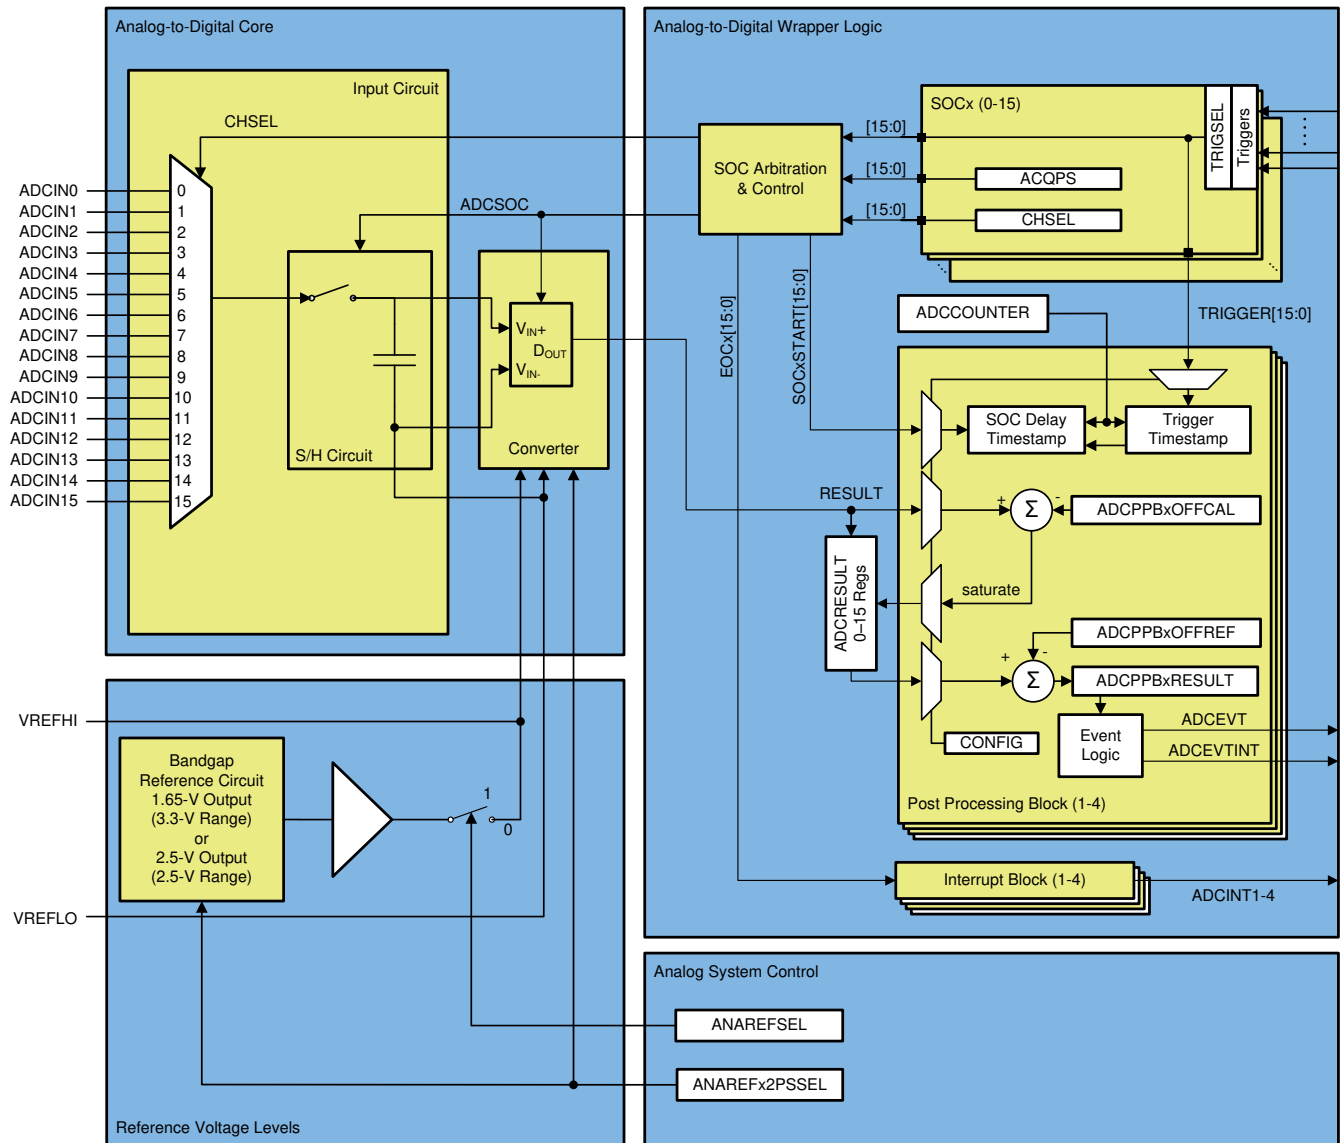 Analog-to-Digital Core
Input Circuit
CHSEL
ADCIN0
ADCIN1
ADCIN2
ADCIN3
ADCIN4
ADCIN5
ADCIN6
ADCIN7
ADCIN8
ADCIN9
ADCIN10
ADCIN11
ADCIN12
ADCIN13
ADCIN14
ADCIN15
0
1
2
3
4
5
6
7
8
9
10
11
12
13
14
15
ADCSOC
S/H Circuit
VIN+
DOUT
VIN-
Converter
Analog-to-Digital Wrapper Logic
SOC Arbitration
& Control
[15:0]
[15:0]
[15:0]
SOCx (0-15)
TRIGSEL
Triggers
ACQPS
CHSEL
EOCx[15:0]
SOCxSTART[15:0]
ADCCOUNTER
TRIGGER[15:0]
SOC Delay
Timestamp
Trigger
Timestamp
RESULT
+
-
Σ
ADCPPBxOFFCAL
saturate
ADCRESULT
0–15 Regs
ADCPPBxOFFREF
+
-
Σ
ADCPPBxRESULT
CONFIG
Event
Logic
ADCEVT
ADCEVTINT
Post Processing Block (1-4)
Interrupt Block (1-4)
ADCINT1-4
VREFHI
Bandgap
Reference Circuit
1.65-V Output
(3.3-V Range)
or
2.5-V Output
(2.5-V Range)
1
0
VREFLO
Reference Voltage Levels
Analog System Control
ANAREFSEL
ANAREFx2PSSEL